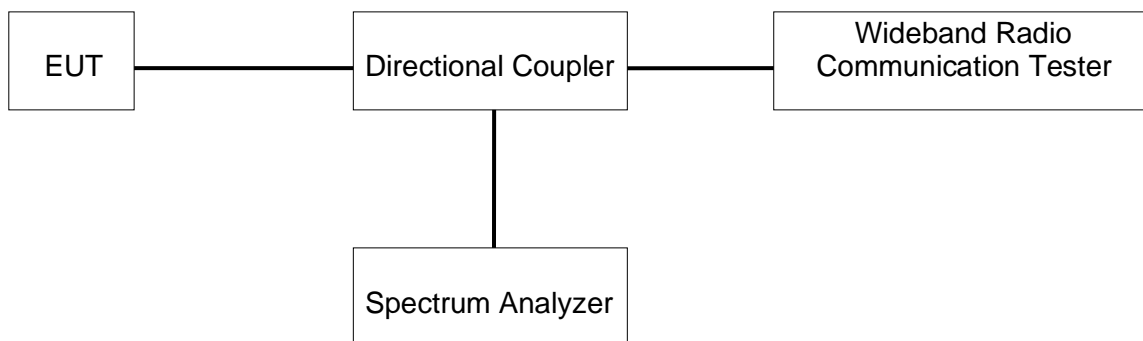 EUT
Directional Coupler
Wideband Radio
Communication Tester
Spectrum Analyzer